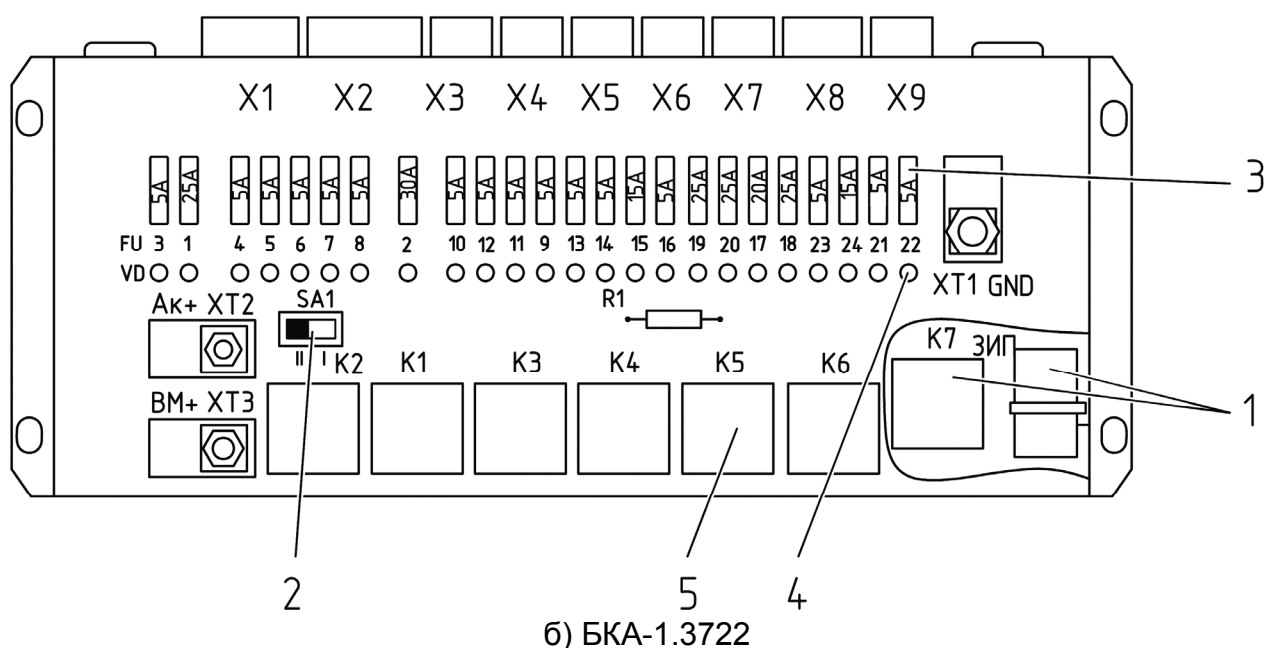 X1 X2 X3 X4 X5 X6 X7 X8 X9
5A 25A 5A 5A 5A 5A 5A 30A 5A 5A 5A 5A 5A 5A 15A 5A 25A 25A 20A 25A 5A 15A 5A 5A
3
FU 3 1 4 5 6 7 8 2 10 12 11 9 13 14 15 16 19 20 17 18 23 24 21 22
VD
XT1 GND
Ак+ XT2
SA1
R1
II I
K2 K1 K3 K4 K5 K6 K7 ЗИП
ВМ+ XT3
1
2
5
4
б) БКА-1.3722